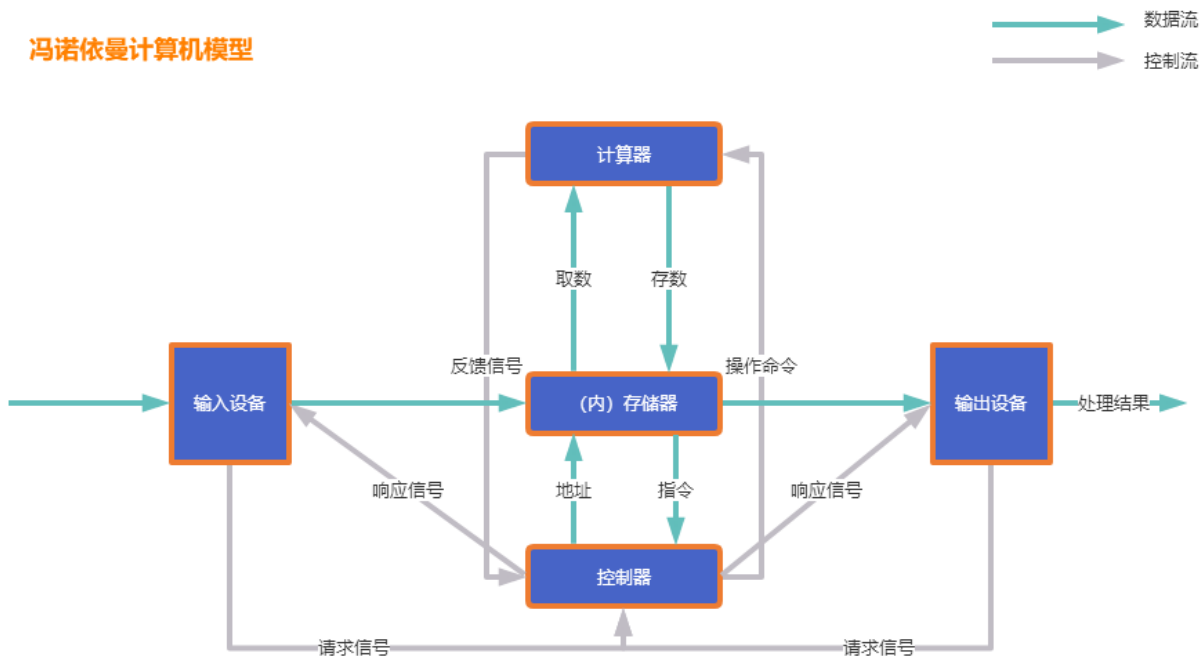 数据流
冯诺依曼计算机模型
控制流
计算器
取数
存数
反馈信号
操作命令
输入设备
（内）存储器
输出设备
处理结果
响应信号
地址
指令
响应信号
控制器
请求信号
请求信号